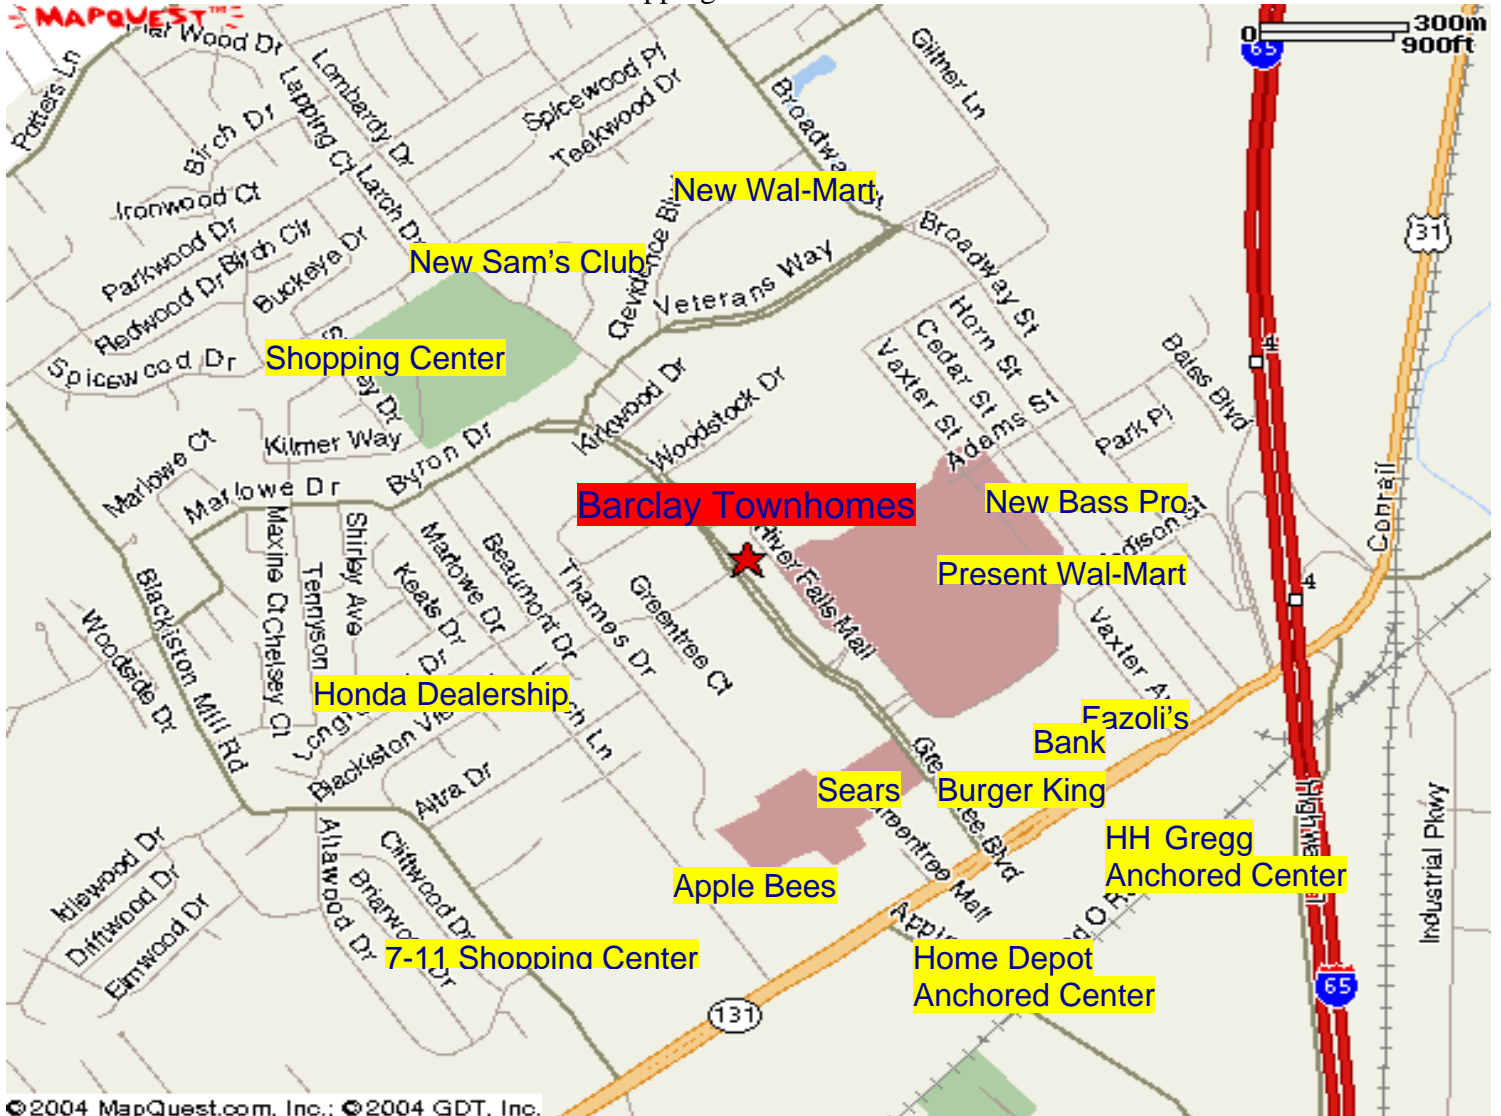 pping
MAPQUEST
Wood Dr
Potters Ln
Lombardy Dr
Lapping Ct
Larch Dr
Spicewood Pl
Teakwood Dr
Birch Dr
Ironwood Ct
Parkwood Dr
Birch Cir
Redwood Dr
Buckeye Dr
Spicewood Dr
Broadway St
Giltner Ln
65
0
300m
900ft
31
New Wal-Mart
New Sam's Club
Shopping Center
Veterans Way
Broadway St
Horn St
Cedar St
Vaxter St
Adams St
Park Pl
Bales Blvd
4
Kirkwood Dr
Woodstock Dr
Kilmer Way
Byron Dr
Marlowe Ct
Marlowe Dr
Barclay Townhomes
New Bass Pro
Present Wal-Mart
Conrail
4
River Falls Mall
Maxine Ct
Chelsey Ct
Tennyson
Shirley Ave
Keats Dr
Marlowe Dr
Beaumont Dr
Thames Dr
Greentree Ct
Blackiston Mill Rd
Woodside Dr
Honda Dealership
Vaxter Av
Fazoli's
Bank
Sears
Burger King
Apple Bees
HH Gregg
Anchored Center
Altra Dr
Altawood Dr
Cliftwood Dr
Idlewood Dr
Driftwood Dr
Elmwood Dr
7-11 Shopping Center
Home Depot
Anchored Center
Industrial Pkwy
131
65
©2004 MapQuest.com, Inc.; ©2004 GDT, Inc.